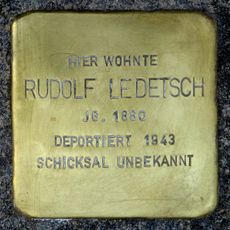 HIER WOHNTE
RUDOLF LEDETSCH
JG. 1880
DEPORTIERT 1943
SCHICKSAL UNBEKANNT